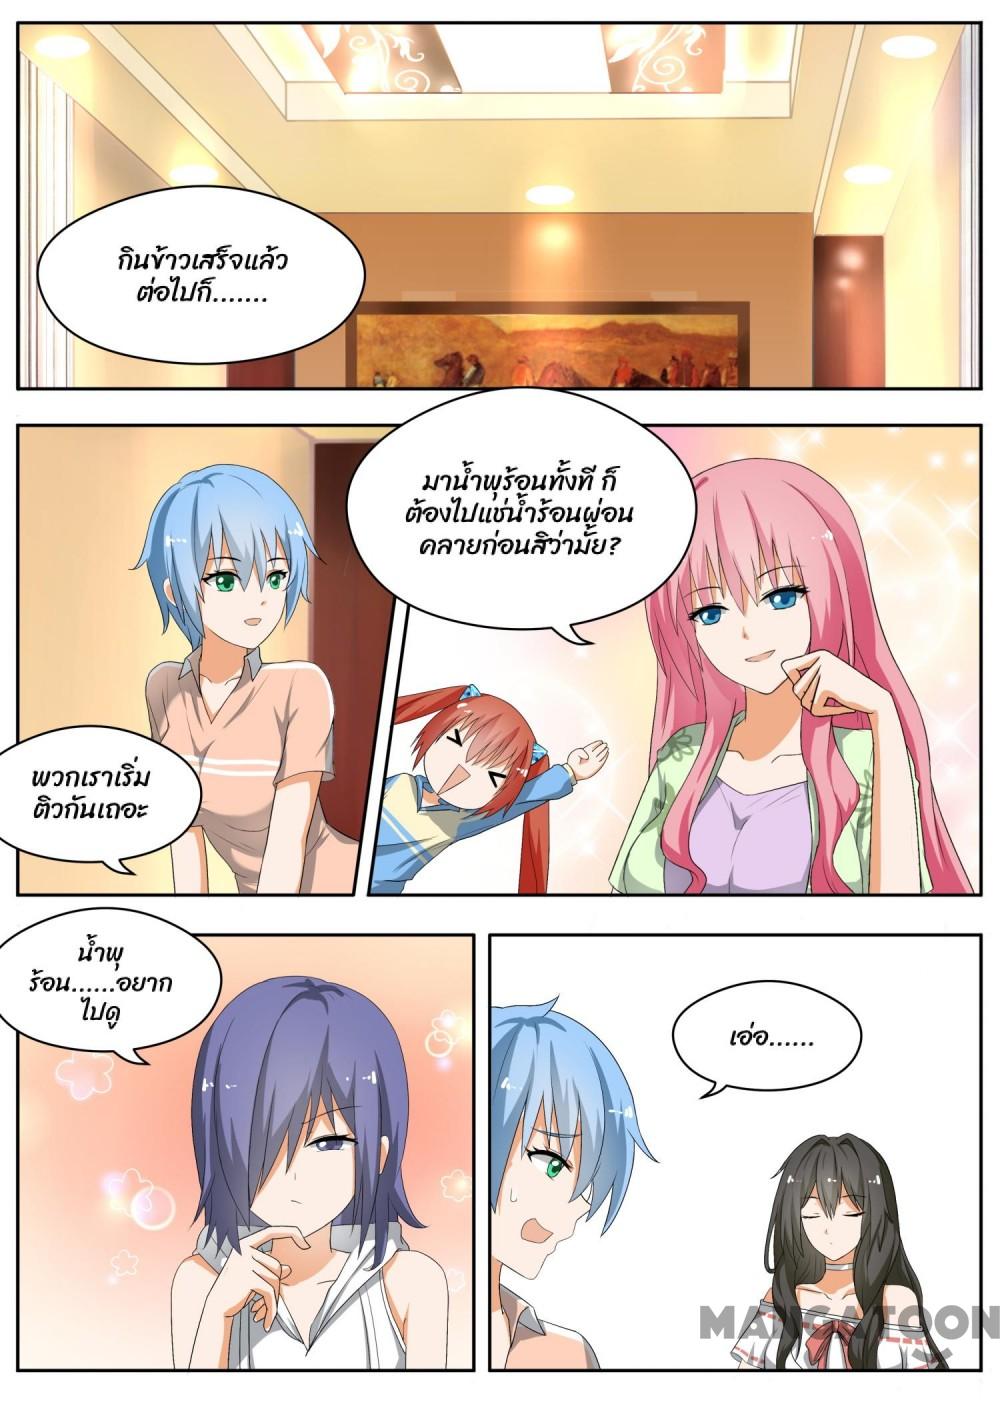 กินข้าวเสร็จแล้ว
ต่อไปก็.......
พวกเราเริ่ม
ติวกันเถอะ
มาน้ำพุร้อนทั้งที ก็
ต้องไปแช่น้ำร้อนผ่อน
คลายก่อนสิว่ามั้ย?
น้ำพุ
ร้อน......อยาก
ไปดู
เอ่อ......
MANGATOON